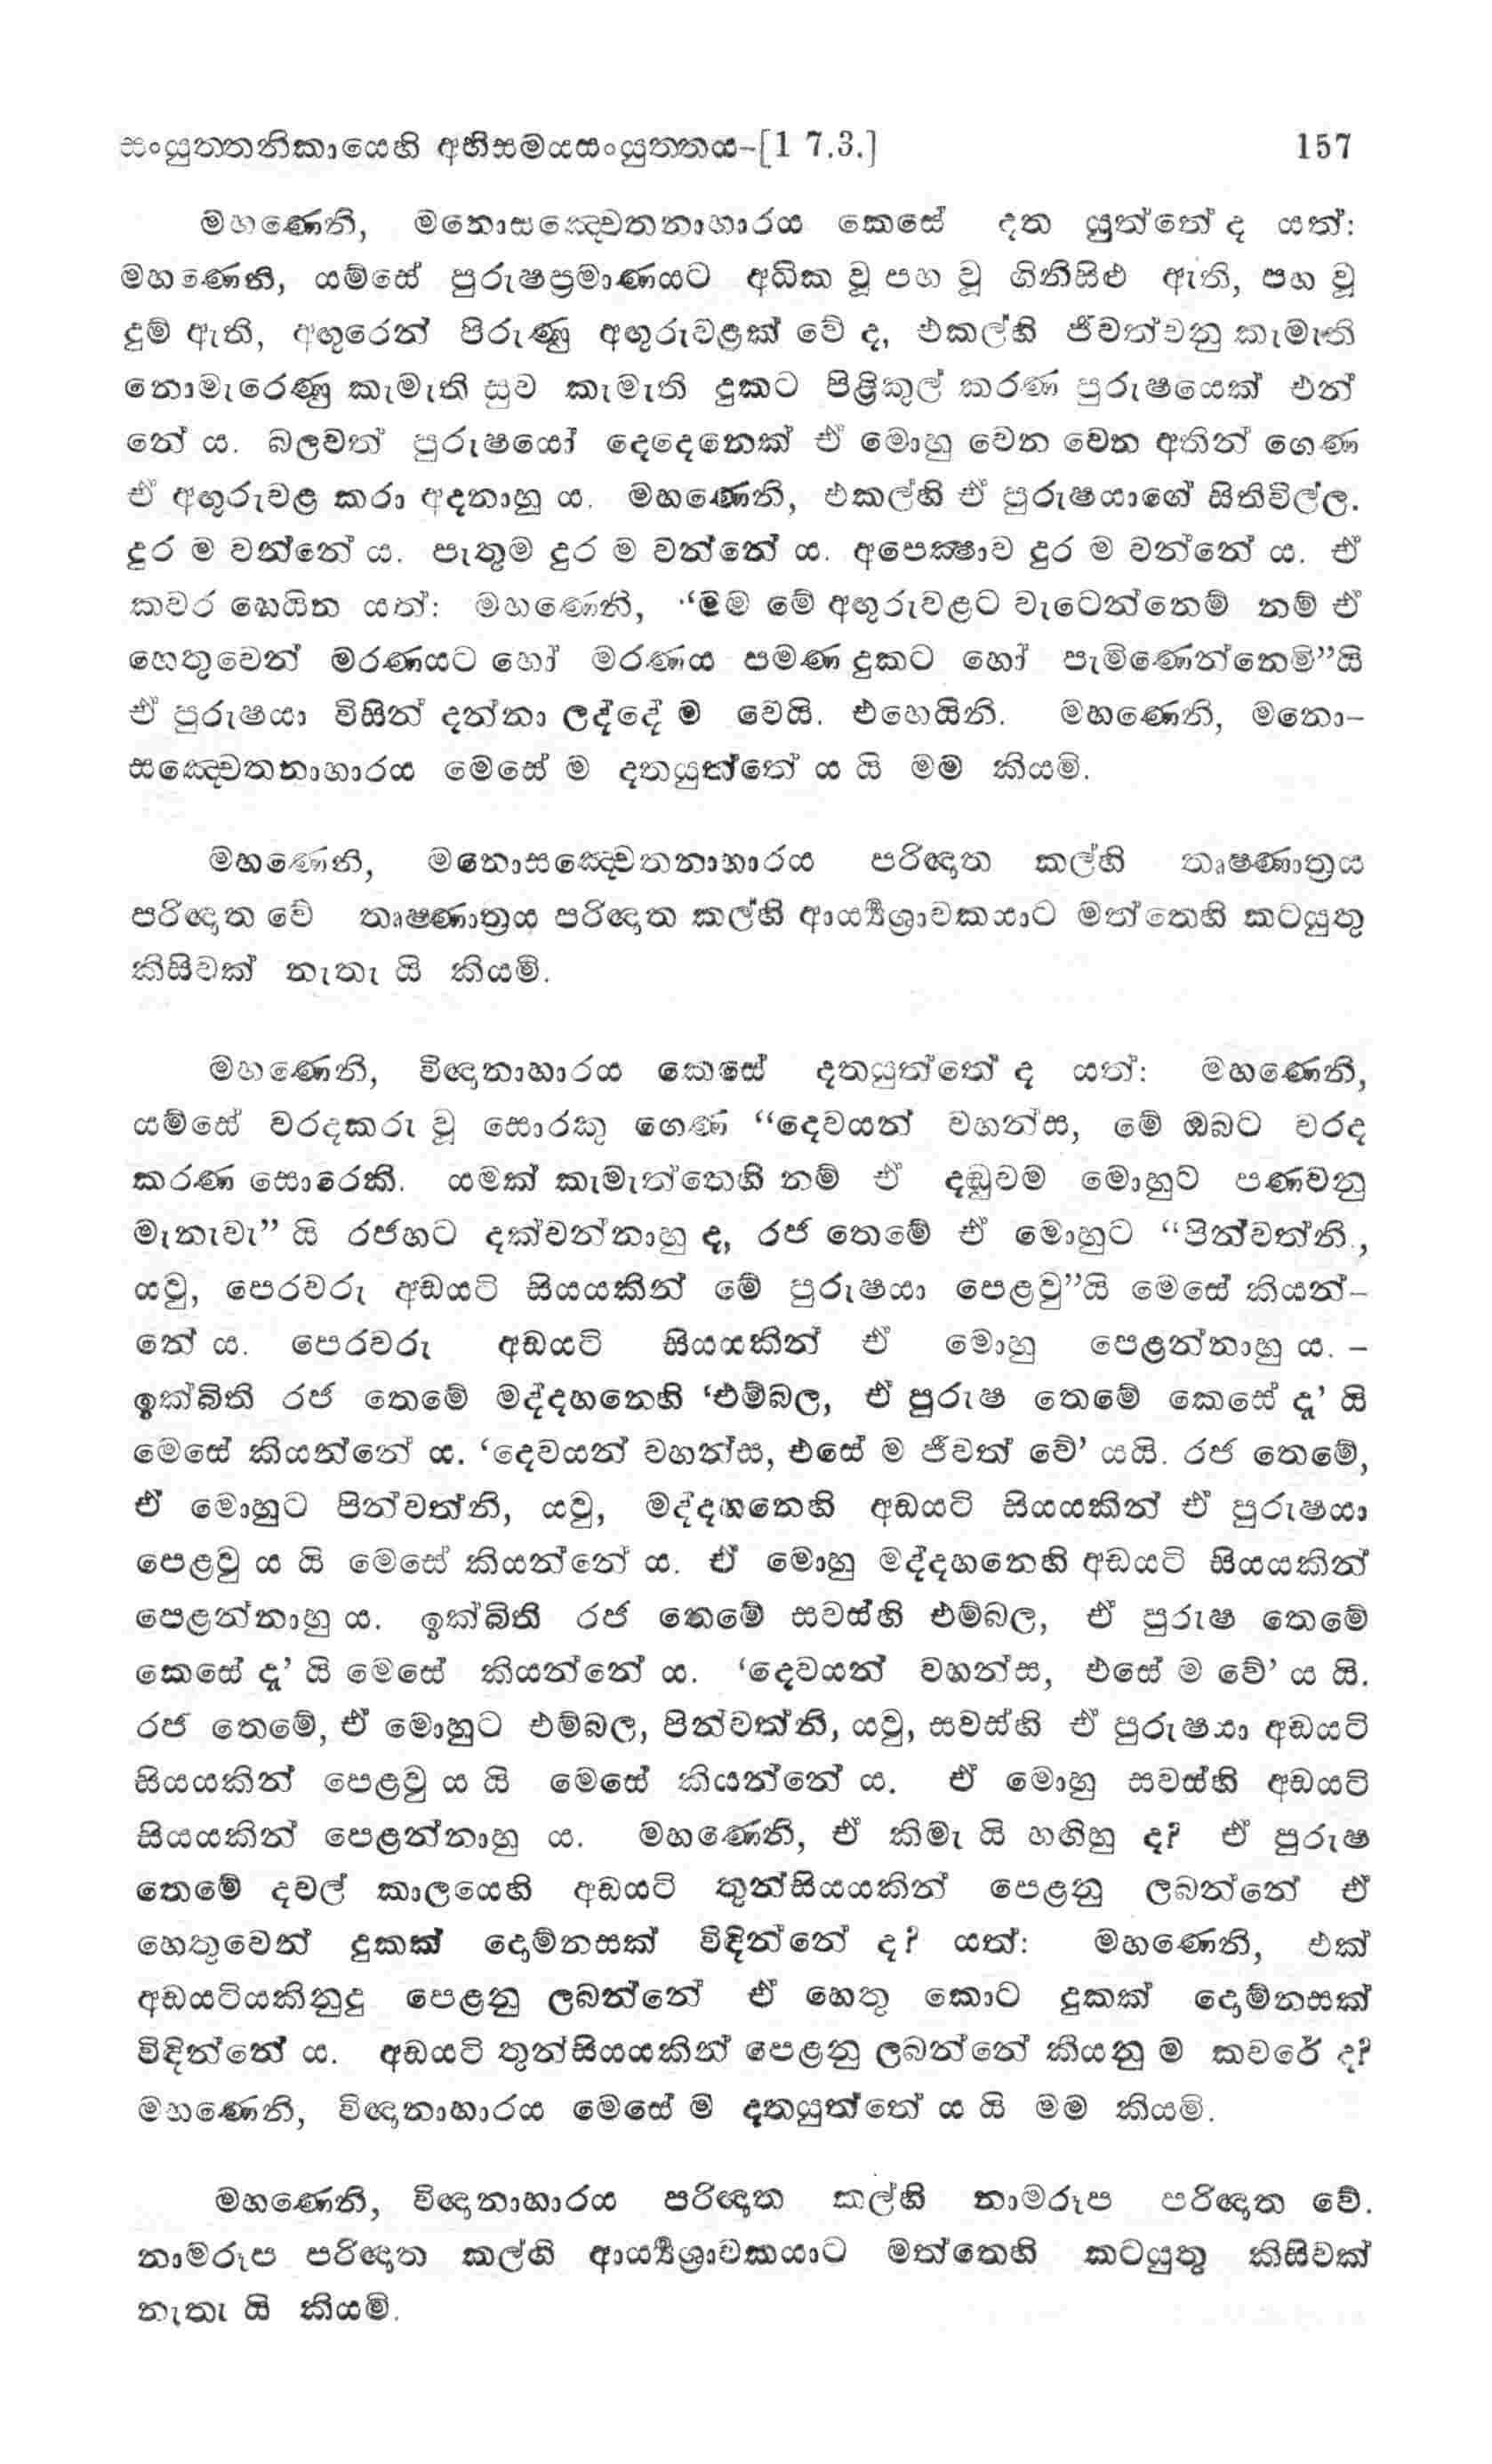 සංයුත්තනිකායෙහි අභිසමයසංයුත්තය-[1 7.3.] 157
මහණෙනි, මනොසඤ්චෙතනාහාරය කෙසේ දත යුත්තේ ද යත්:
මහණෙනි, යම්සේ පුරුෂප්‍රමාණයට අධික වූ පහ වූ ගිනිසිළු ඇති, පහ වූ
දුම් ඇති, අඟුරෙන් පිරුණු අඟුරුවළක් වේ ද, එකල්හි ජීවත්වනු කැමැති
නොමැරෙණු කැමැති සුව කැමැති දුකට පිළිකුල් කරණ පුරුෂයෙක් එන්
නේ ය. බලවත් පුරුෂයෝ දෙදෙනෙක් ඒ මොහු වෙන වෙන අතින් ගෙණ
ඒ අඟුරුවළ කරා අදනාහු ය. මහණෙනි, එකල්හි ඒ පුරුෂයාගේ සිතිවිල්ල.
දුර ම වන්නේ ය. පැතුම දුර ම වන්නේ ය. අපෙක්‍ෂාව දුර ම වන්නේ ය. ඒ
කවර හෙයින යත්: මහණෙනි, “මම මේ අඟුරුවළට වැටෙන්නෙම් නම් ඒ
හෙතුවෙන් මරණයට හෝ මරණය සමණ දුකට හෝ පැමිණෙන්නෙමි”යි
ඒ පුරුෂයා විසින් දන්නා ලද්දේ ම වෙයි. එහෙයිනි. මහණෙනි, මනො-
සඤ්චෙතනාහාරය මෙසේ ම දතයුත්තේ ය යි මම කියමි.
මහණෙනි, මනොසඤ්චෙතනාහාරය පරිඥාත කල්හි තෘෂණාත්‍රය
පරිඥාත වේ තෘෂණාත්‍රය පරිඥාත කල්හි ආර්‍ය්‍යශ්‍රාවකයාට මත්තෙහි කටයුතු
කිසිවක් නැතැ යි කියමි.
මහණෙනි, විඥානාහාරය කෙසේ දතයුත්තේ ද යත්: මහණෙනි,
යම්සේ වරදකරු වූ සොරකු ගෙණ “දෙවයන් වහන්ස, මේ ඔබට වරද
කරණ සොරෙකි. යමක් කැමැත්තෙහි නම් ඒ දඬුවම මොහුට පණවනු
මැනැවැ” යි රජහට දක්වන්නාහු ද, රජ තෙමේ ඒ මොහුට “පින්වත්නි.,
යවු, පෙරවරු අඩයටි සියයකින් මේ පුරුෂයා පෙළවු”යි මෙසේ කියන්-
නේ ය. පෙරවරු අඩයටි සියයකින් ඒ මොහු පෙළන්නාහු ය. -
ඉක්බිති රජ තෙමේ මද්දහනෙහි ‘එම්බල, ඒ පුරුෂ තෙමේ කෙසේ දැ’ යි
මෙසේ කියන්නේ ය. ‘දෙවයන් වහන්ස, එසේ ම ජීවත් වේ’ යයි. රජ තෙමේ,
ඒ මොහුට පින්වත්නි, යවු, මද්දහනෙහි අඩයටි සියයකින් ඒ පුරුෂයා
පෙළවු ය යි මෙසේ කියන්නේ ය. ඒ මොහු මද්දහනෙහි අඩයටි සියයකින්
පෙළන්නාහු ය. ඉක්බිති රජ තෙමේ සවස්හි එම්බල, ඒ පුරුෂ තෙමේ
කෙසේ දැ’ යි මෙසේ කියන්නේ ය. ‘දෙවයන් වහන්ස, එසේ ම වේ’ ය යි.
රජ තෙමේ, ඒ මොහුට එම්බල, පින්වත්නි, යවු, සවස්හි ඒ පුරුෂයා අඩයටි
සියයකින් පෙළවු ය යි මෙසේ කියන්නේ ය. ඒ මොහු සවස්හි අඩයටි
සියයකින් පෙළන්නාහු ය. මහණෙනි, ඒ කිමැ යි හඟිහු ද? ඒ පුරුෂ
තෙමේ දවල් කාලයෙහි අඩයටි තුන්සියයකින් පෙළනු ලබන්නේ ඒ
හෙතුවෙන් දුකක් දොම්නසක් විඳින්නේ ද? යත්: මහණෙනි, එක්
අඩයටියකිනුදු පෙළනු ලබන්නේ ඒ හෙතු කොට දුකක් දොම්නසක්
විඳින්නේ ය. අඩයටි තුන්සියයකින් පෙළනු ලබන්නේ කියනු ම කවරේ ද?
මහණෙනි, විඥානාහාරය මෙසේ ම දතයුත්තේ ය යි මම කියමි.
මහණෙනි, විඥානාහාරය පරිඥාත කල්හි නාමරූප පරිඥාත වේ.
නාමරූප පරිඥාත කල්හි ආර්‍ය්‍යශ්‍රාවකයාට මත්තෙහි කටයුතු කිසිවක්
නැතැ යි කියමි.